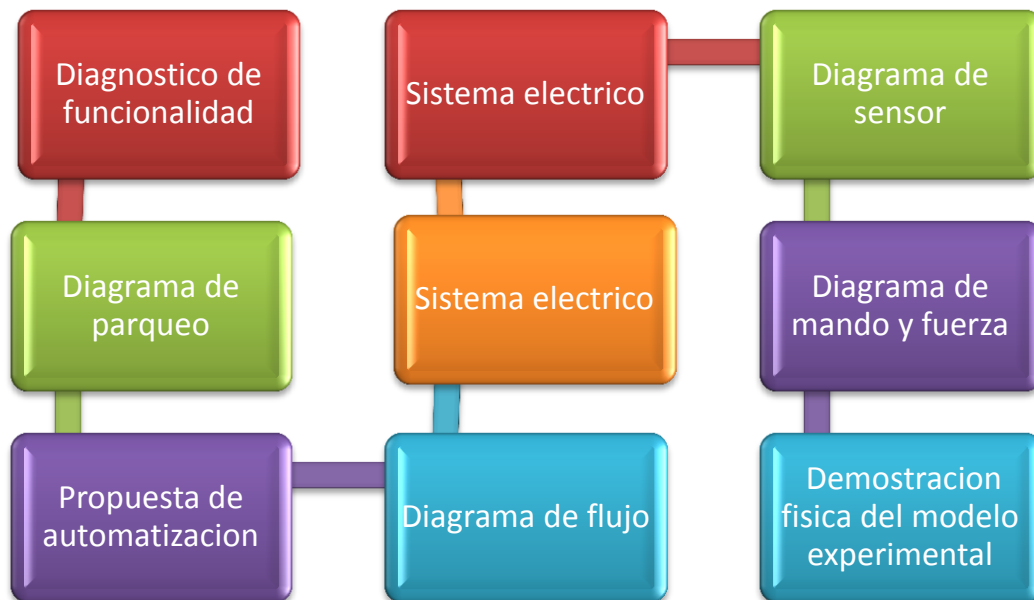 Diagnostico de
funcionalidad
Diagrama de
parqueo
Propuesta de
automatizacion
Diagrama de flujo
Sistema electrico
Sistema electrico
Diagrama de
sensor
Diagrama de
mando y fuerza
Demostracion
fisica del modelo
experimental